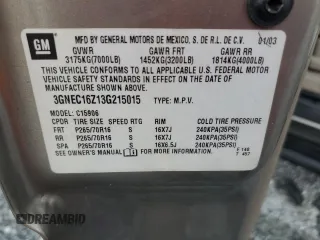 GM
MFD BY GENERAL MOTORS DE MEXICO, S. DE R.L. DE C.V. 01/03
GVWR GAWR FRT GAWR RR
3175KG(7000LB) 1452KG(3200LB) 1814KG(4000LB)
THIS VEHICLE CONFORMS TO ALL APPLICABLE U.S. FEDERAL MOTOR
VEHICLE SAFETY STANDARDS IN EFFECT ON THE DATE OF
MANUFACTURE SHOWN ABOVE.
3GNEC16Z13G215015 TYPE: M.P.V.
MODEL: C15906
CPDR TIRE SIZE SPEED RTG RIM COLD TIRE PRESSURE
FRT P265/70R16 S 16X7J 240KPA(35PSI)
RR P265/70R16 S 16X7J 240KPA(35PSI)
SPA P265/70R16 S 16X6.5J 240KPA(35PSI)
SEE OWNER'S MANUAL FOR MORE INFORMATION.
DREAMBID